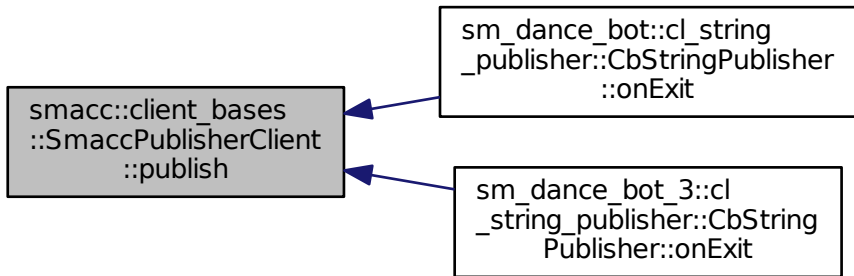 smacc::client_bases
::SmaccPublisherClient
::publish
sm_dance_bot::cl_string
_publisher::CbStringPublisher
::onExit
sm_dance_bot_3::cl
_string_publisher::CbString
Publisher::onExit